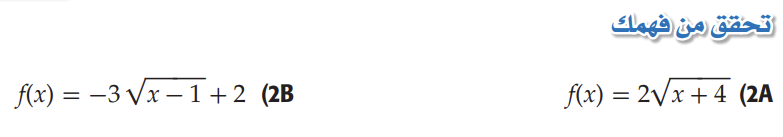 تحقق من فهمك
(2A f(x) = 2√(x + 4)
(2B f(x) = −3√(x − 1) + 2